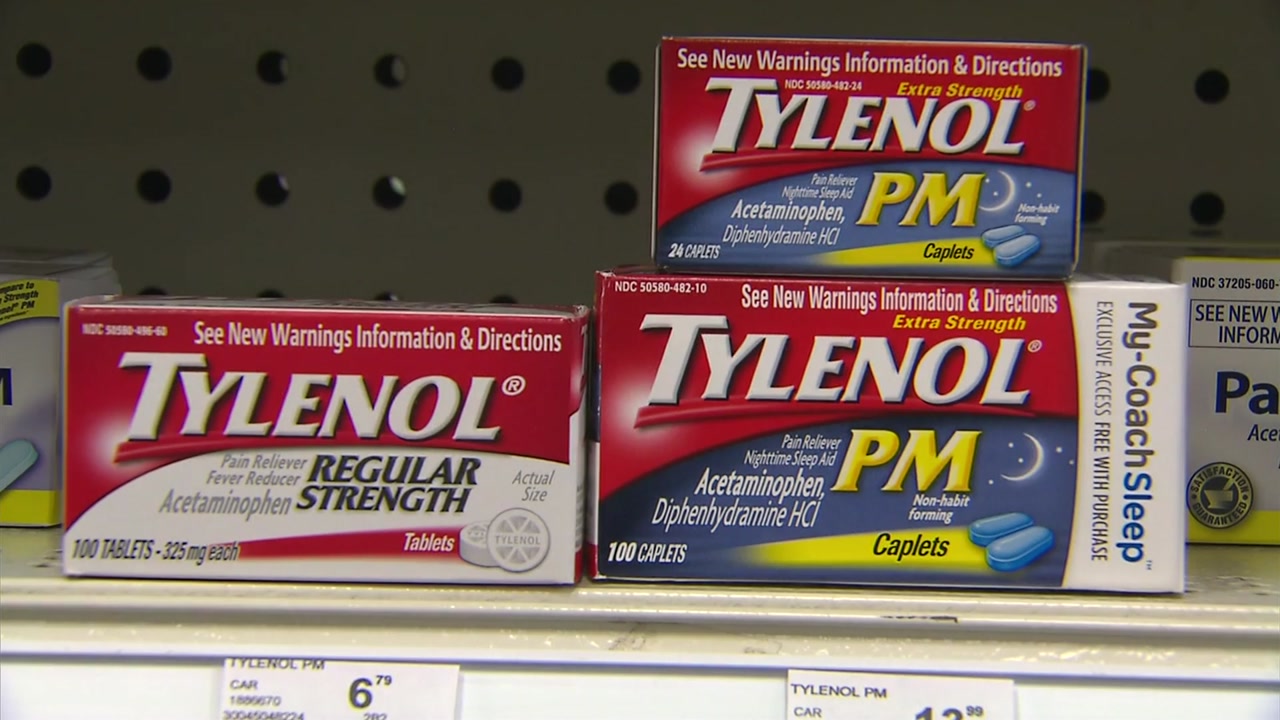 See New Warnings Information & Directions
NDC 50580-482-24
Extra Strength
TYLENOL®
Pain Reliever
Nighttime Sleep Aid
PM
Acetaminophen,
Diphenhydramine HCl
Non-habit
forming
24 CAPLETS
Caplets
NDC 50580-496-60
See New Warnings Information & Directions
TYLENOL®
Pain Reliever
Fever Reducer
Acetaminophen
REGULAR
STRENGTH
Actual
Size
100 TABLETS - 325 mg each
Tablets
TYLENOL
NDC 50580-482-10
See New Warnings Information & Directions
Extra Strength
TYLENOL®
Pain Reliever
Nighttime Sleep Aid
PM
Acetaminophen,
Diphenhydramine HCl
Non-habit
forming
100 CAPLETS
Caplets
My-CoachSleep™
EXCLUSIVE ACCESS FREE WITH PURCHASE
Strength
PM
NDC 37205-060-
SEE NEW W
INFORM
Pa
Ace
SATISFACTION
GUARANTEED
TYLENOL PM
CAR
6 79
TYLENOL PM
CAR
99